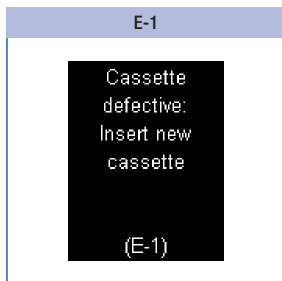 E-1
Cassette
defective:
Insert new
cassette
(E-1)